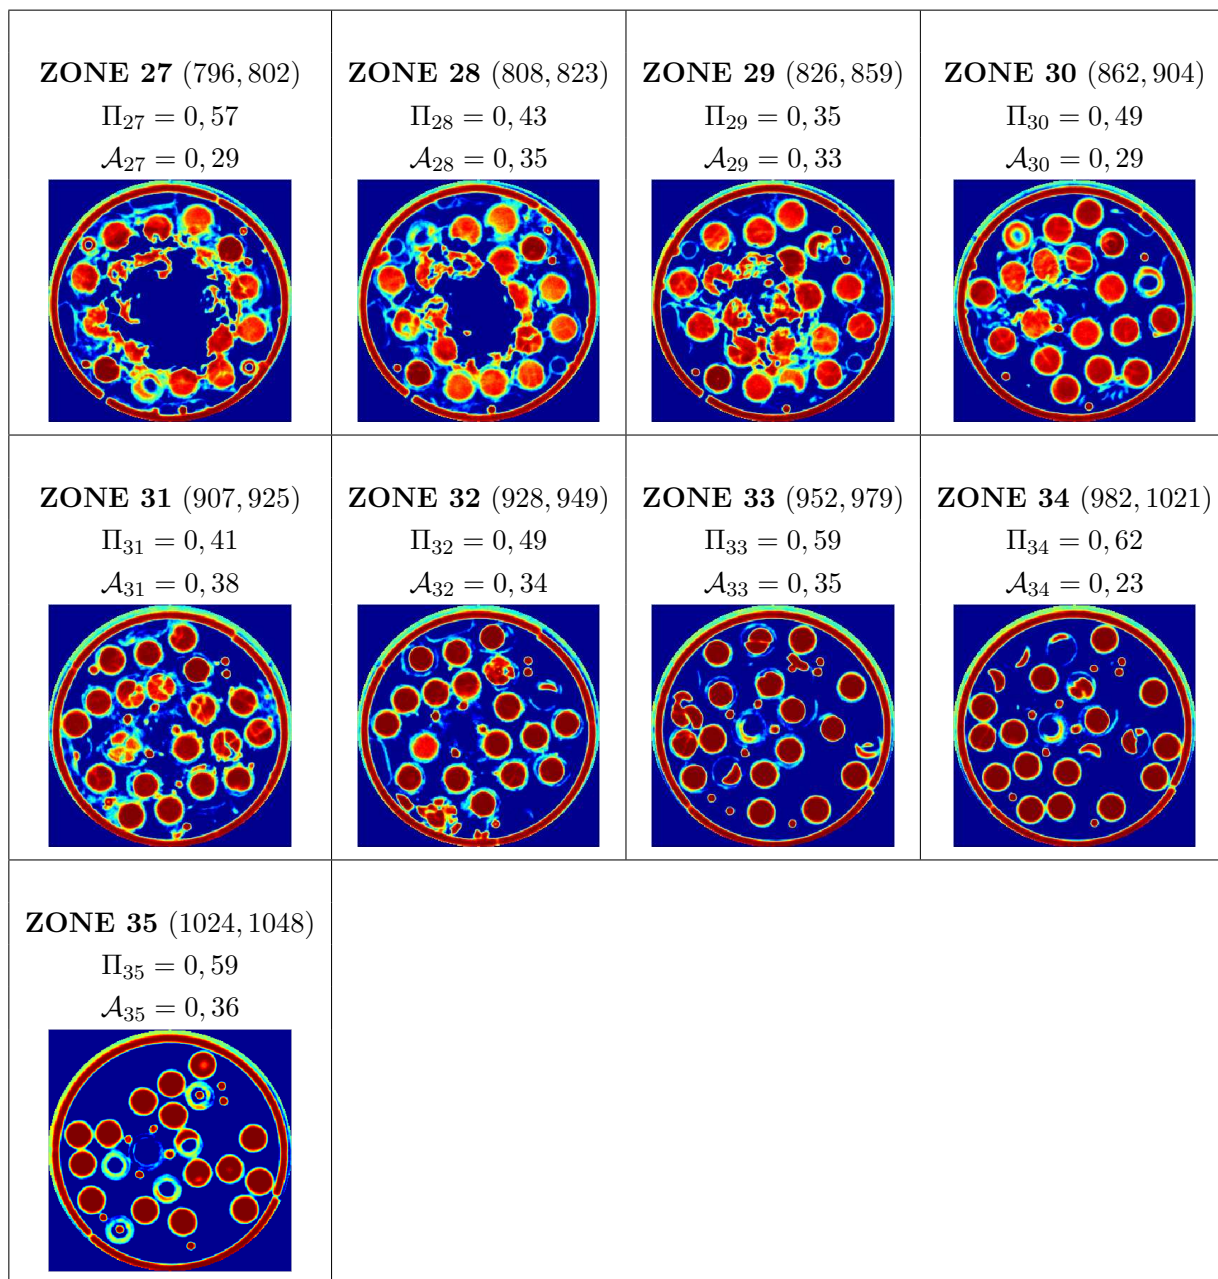 ZONE 27 (796, 802)
Π27 = 0, 57
A27 = 0, 29
ZONE 28 (808, 823)
Π28 = 0, 43
A28 = 0, 35
ZONE 29 (826, 859)
Π29 = 0, 35
A29 = 0, 33
ZONE 30 (862, 904)
Π30 = 0, 49
A30 = 0, 29
ZONE 31 (907, 925)
Π31 = 0, 41
A31 = 0, 38
ZONE 32 (928, 949)
Π32 = 0, 49
A32 = 0, 34
ZONE 33 (952, 979)
Π33 = 0, 59
A33 = 0, 35
ZONE 34 (982, 1021)
Π34 = 0, 62
A34 = 0, 23
ZONE 35 (1024, 1048)
Π35 = 0, 59
A35 = 0, 36